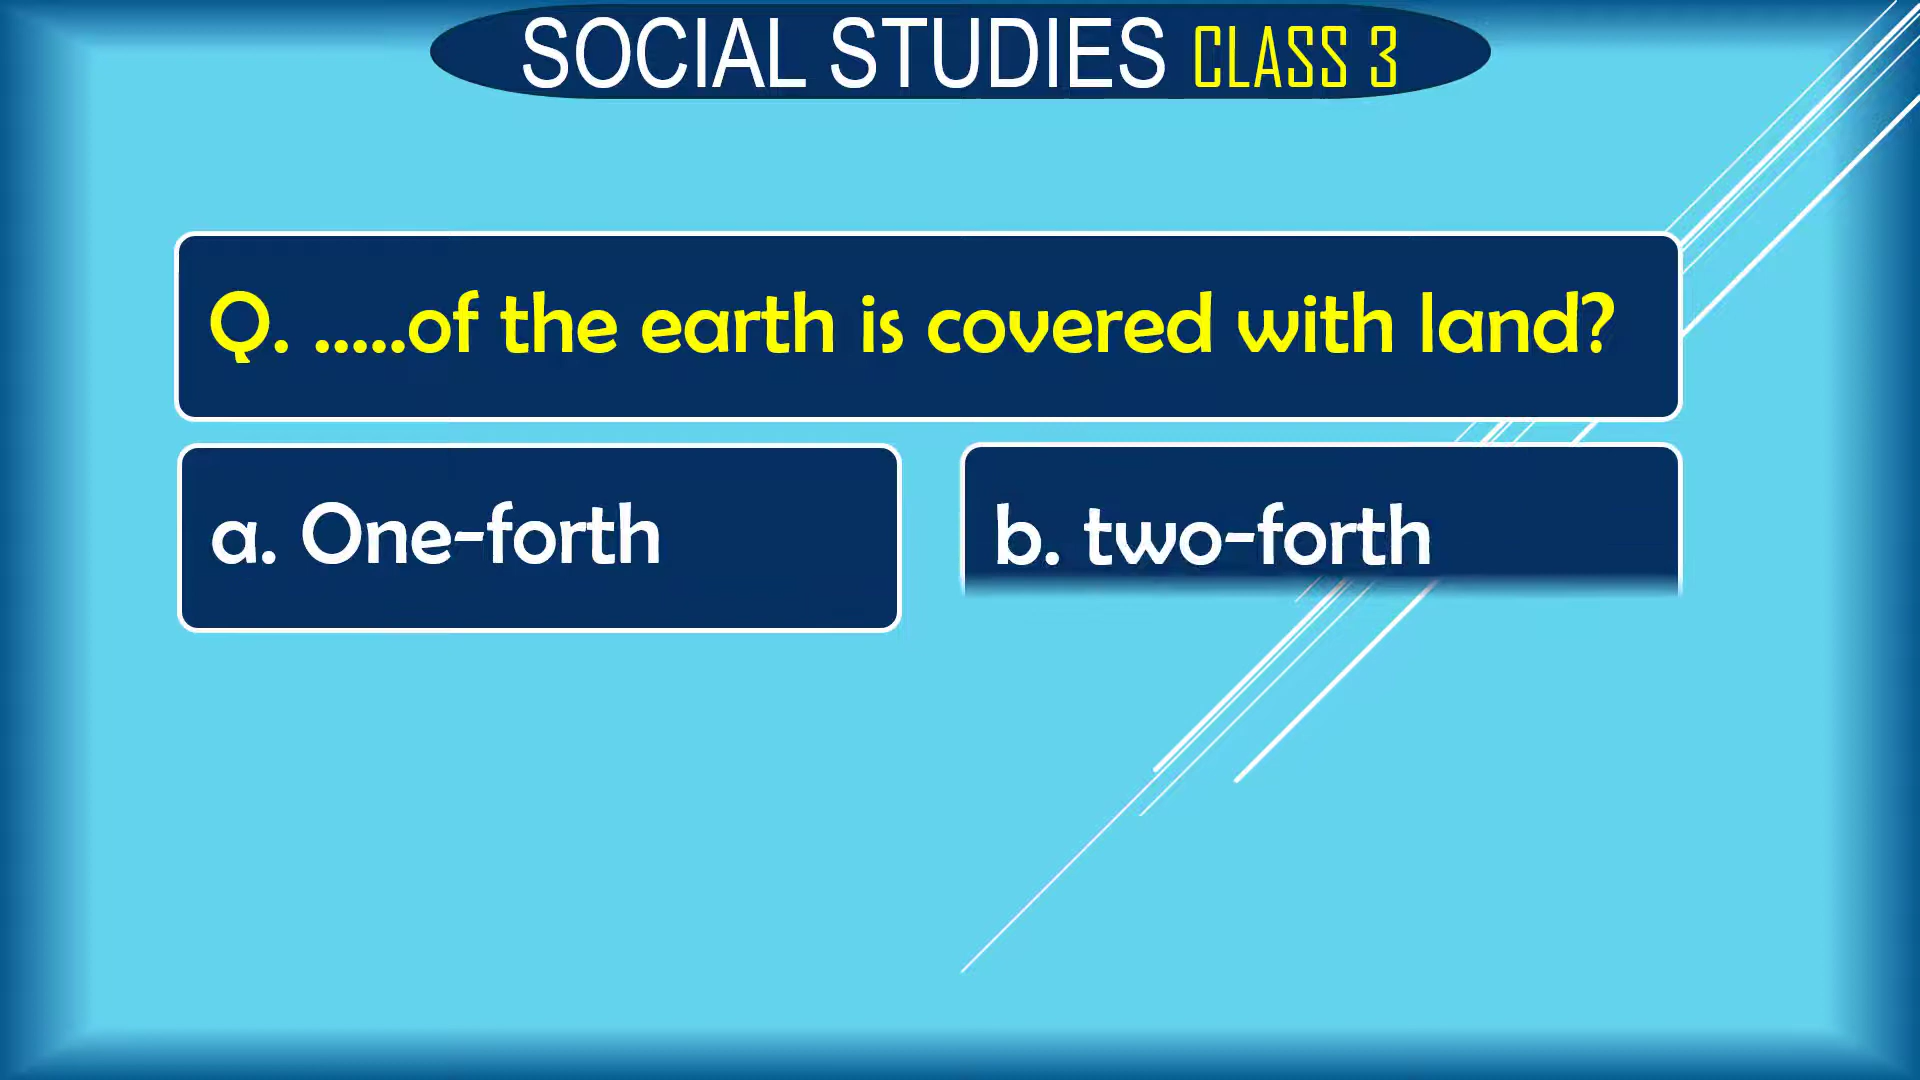 SOCIAL STUDIES CLASS 3
Q. .....of the earth is covered with land?
a. One-forth
b. two-forth